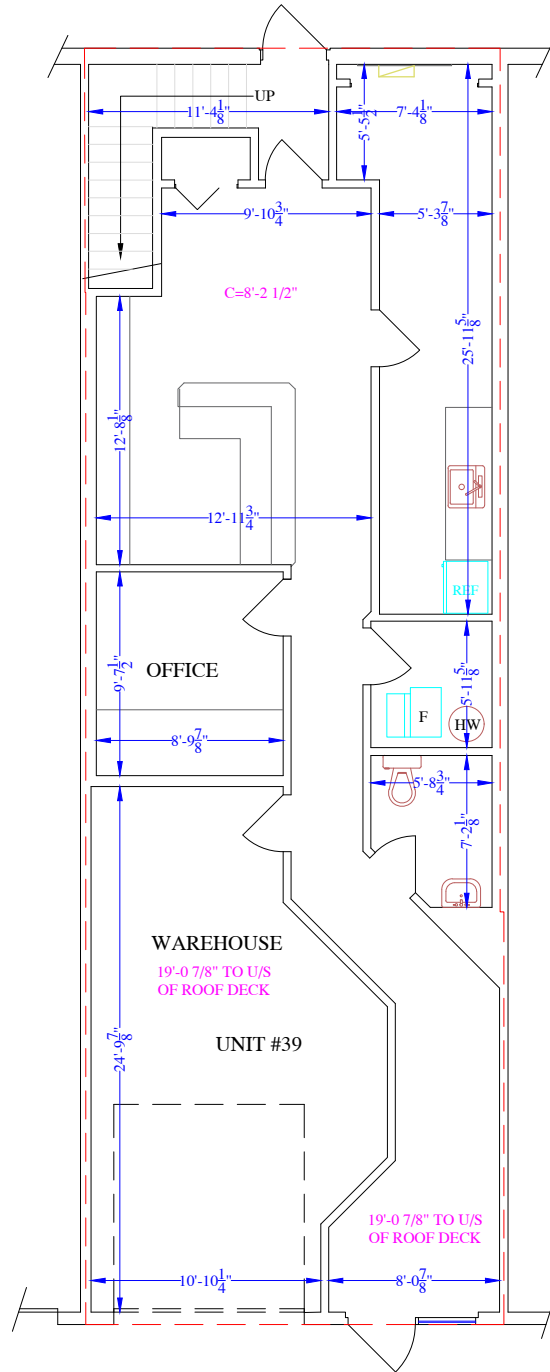 UP
11'-4 1/8"
7'-4 1/8"
5'-5 1/2"
9'-10 3/4"
5'-3 7/8"
C=8'-2 1/2"
25'-11 5/8"
12'-8 1/8"
12'-11 3/4"
REF
OFFICE
9'-7 1/2"
8'-9 7/8"
5'-11 5/8"
F
HW
5'-8 3/4"
7'-2 1/8"
WAREHOUSE
19'-0 7/8" TO U/S
OF ROOF DECK
UNIT #39
24'-9 7/8"
19'-0 7/8" TO U/S
OF ROOF DECK
10'-10 1/4"
8'-0 7/8"